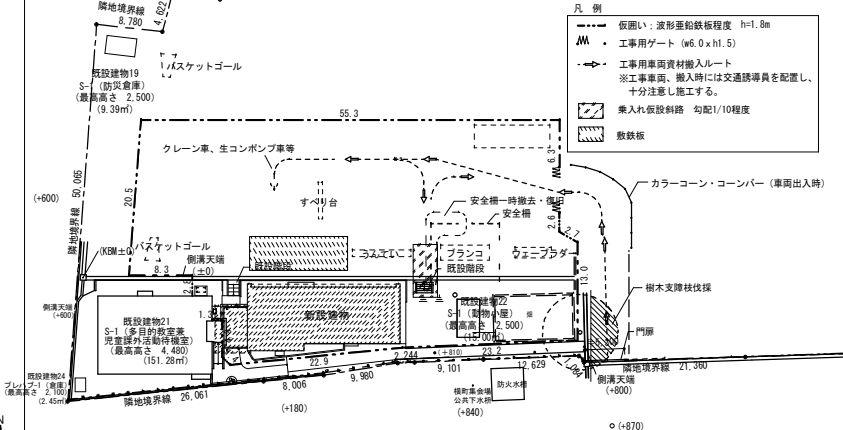 凡 例
仮囲い：波形亜鉛鉄板程度 h=1.8m
工事用ゲート (w6.0 x h1.5)
工事用車両資材搬入ルート
※工事車両、搬入時には交通誘導員を配置し、
十分注意し施工する。
乗入れ仮設斜路 勾配1/10程度
敷鉄板
隣地境界線
8.780
4.622
既設建物19
S-1 (防災倉庫)
(最高高さ 2,500)
(9.39㎡)
バスケットゴール
55.3
クレーン車、生コンポンプ車等
20.5
6.3
2.6
2.7
すべり台
安全柵一時撤去・復旧
安全柵
カラーコーン・コーンバー (車両出入時)
(+600)
隣地境界線 50.065
(KBM±0)
バスケットゴール
8.3
側溝天端
(±0)
既設階段
ブランコ
ウェーブラダー
既設階段
13.0
樹木支障枝伐採
門扉
側溝天端
(+600)
2.8
1.3
既設建物21
S-1 (多目的教室兼
児童課外活動待機室)
(最高高さ 4,480)
(151.28㎡)
新設建物
既設建物22
S-1 (動物小屋)
(最高高さ 2,500)
(15.00㎡)
畑
既設建物24
プレハブ-1 (倉庫)
(最高高さ 2,100)
(2.45㎡)
隣地境界線 26,061
8,006
22.9
9,980
2,244
(+810)
9,101
23.2
12,629
(+180)
横町集会場
公共下水桝
(+840)
防火水槽
側溝天端
(+800)
隣地境界線 21,360
(+870)